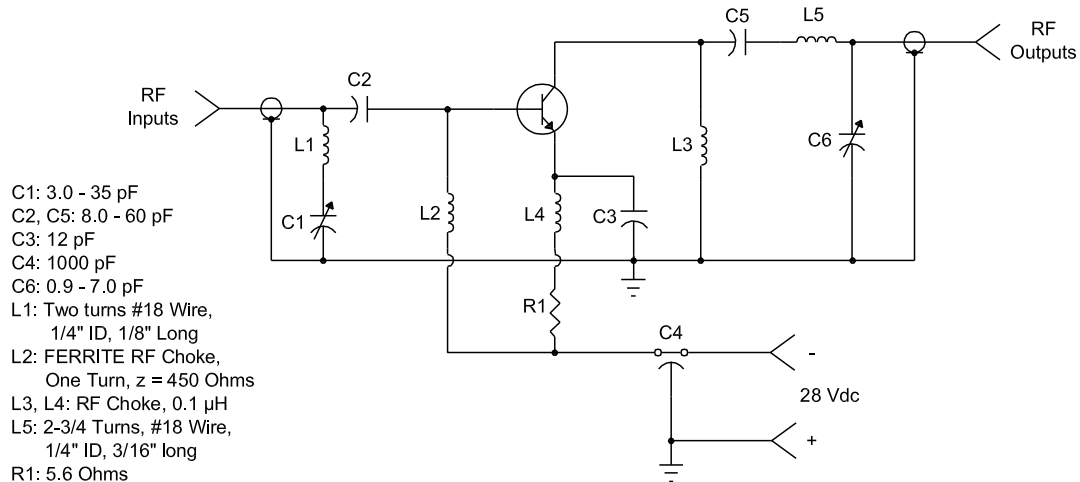 C5
L5
RF
Outputs
C2
RF
Inputs
L1
L3
C6
C1: 3.0 - 35 pF
C2, C5: 8.0 - 60 pF
C3: 12 pF
C4: 1000 pF
C6: 0.9 - 7.0 pF
L1: Two turns #18 Wire,
1/4" ID, 1/8" Long
L2: FERRITE RF Choke,
One Turn, z = 450 Ohms
L3, L4: RF Choke, 0.1 µH
L5: 2-3/4 Turns, #18 Wire,
1/4" ID, 3/16" long
R1: 5.6 Ohms
C1
L2
L4
C3
R1
C4
-
28 Vdc
+